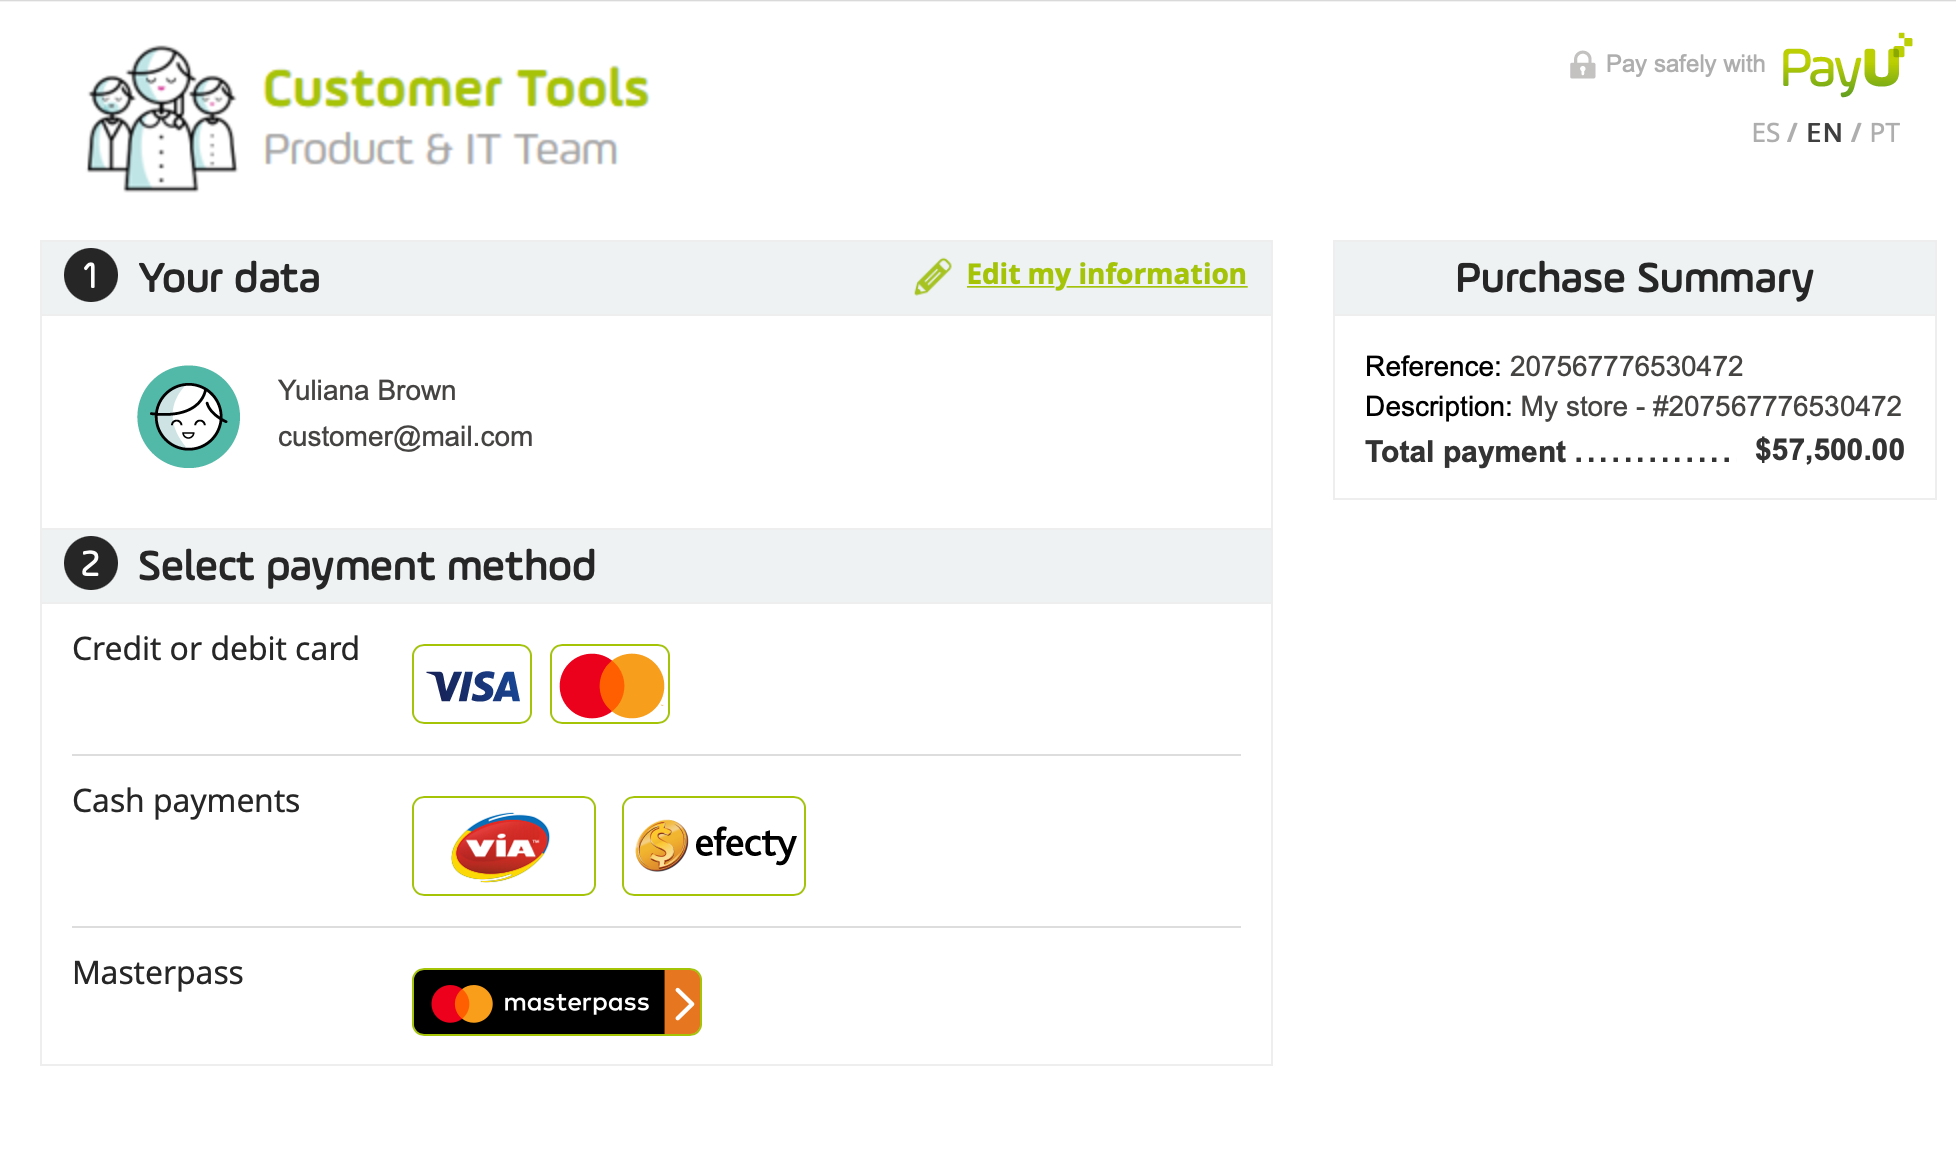 Customer Tools
Product & IT Team
Pay safely with PayU
ES / EN / PT
1 Your data
Edit my information
Yuliana Brown
customer@mail.com
2 Select payment method
Credit or debit card
VISA
Cash payments
VIA™
$ efecty
Masterpass
masterpass
Purchase Summary
Reference: 207567776530472
Description: My store - #207567776530472
Total payment ............. $57,500.00